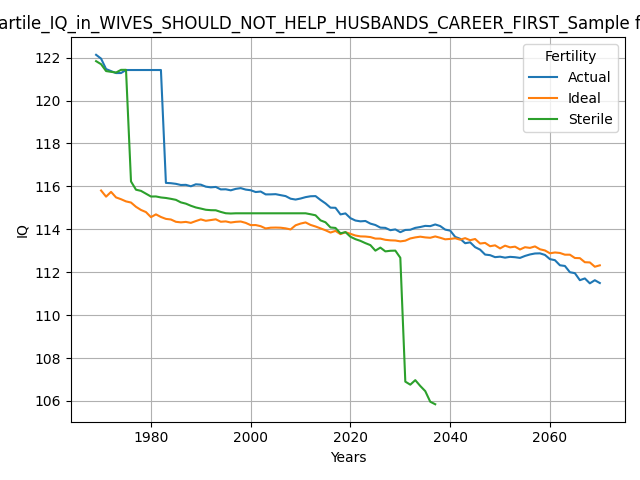 artile_IQ_in_WIVES_SHOULD_NOT_HELP_HUSBANDS_CAREER_FIRST_Sample f
Fertility
Actual
Ideal
Sterile
122
120
118
116
114
112
110
108
106
IQ
1980
2000
2020
2040
2060
Years